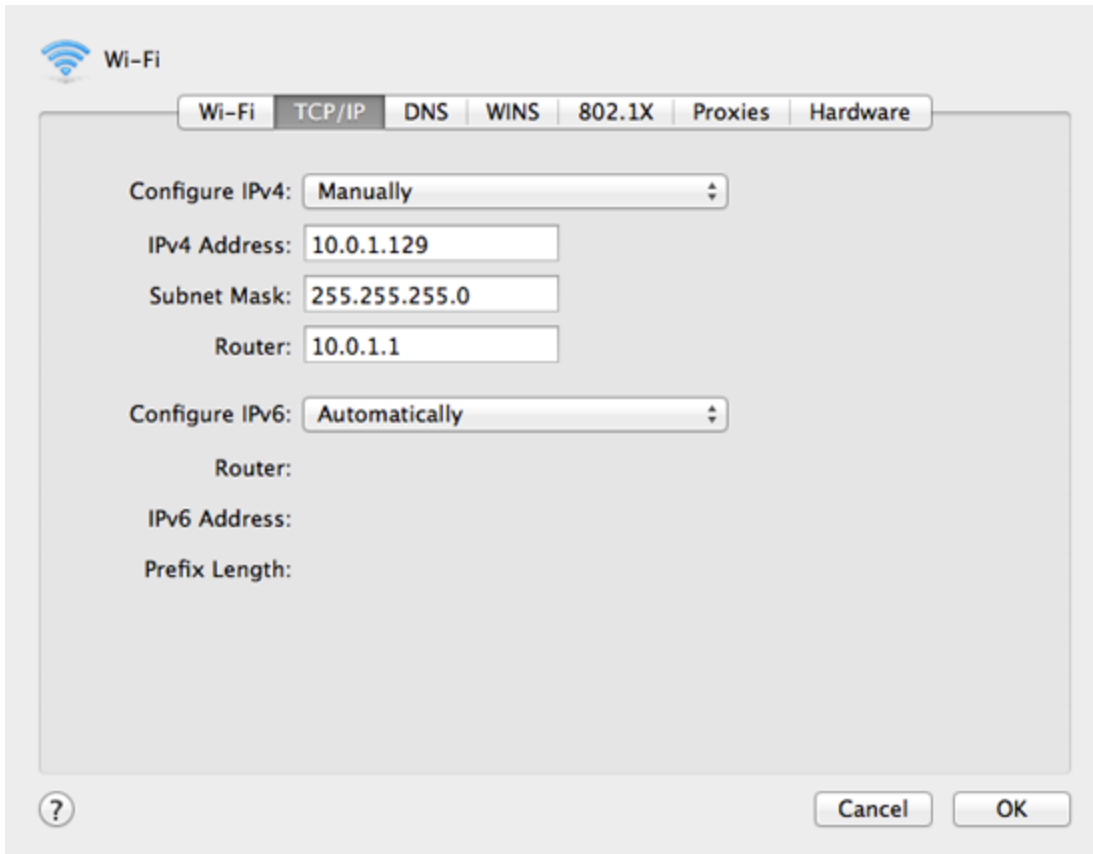 Wi-Fi
Wi-Fi TCP/IP DNS WINS 802.1X Proxies Hardware
Configure IPv4: Manually
IPv4 Address: 10.0.1.129
Subnet Mask: 255.255.255.0
Router: 10.0.1.1
Configure IPv6: Automatically
Router:
IPv6 Address:
Prefix Length:
? Cancel OK